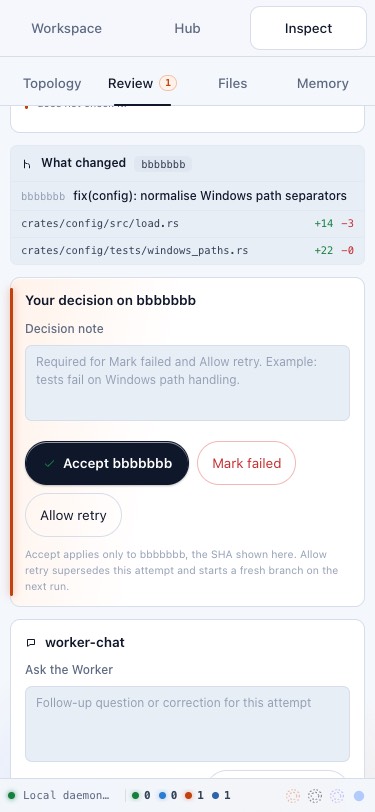 Workspace Hub Inspect
Topology Review 1 Files Memory
What changed bbbbbbb
bbbbbbb fix(config): normalise Windows path separators
crates/config/src/load.rs +14 −3
crates/config/tests/windows_paths.rs +22 −0
Your decision on bbbbbbb
Decision note
Required for Mark failed and Allow retry. Example:
tests fail on Windows path handling.
Accept bbbbbbb Mark failed
Allow retry
Accept applies only to bbbbbbb, the SHA shown here. Allow
retry supersedes this attempt and starts a fresh branch on the
next run.
worker-chat
Ask the Worker
Follow-up question or correction for this attempt
Local daemon… 0 0 1 1